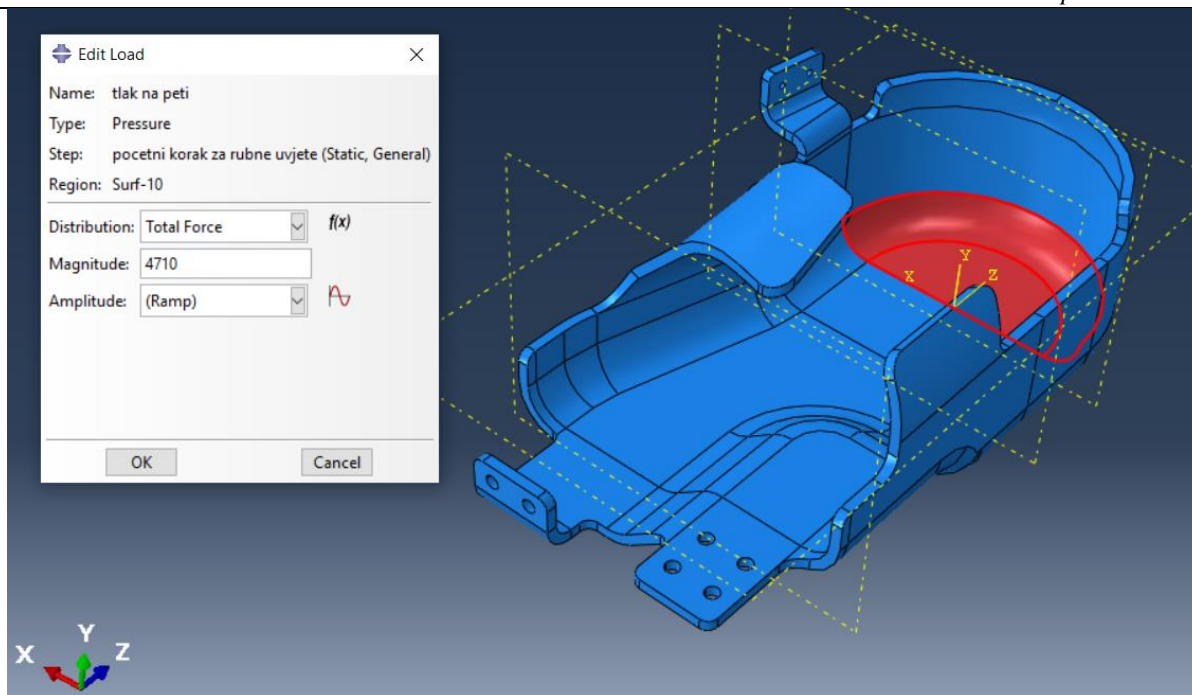 Edit Load
Name: tlak na peti
Type: Pressure
Step: pocetni korak za rubne uvjete (Static, General)
Region: Surf-10
Distribution: Total Force f(x)
Magnitude: 4710
Amplitude: (Ramp)
OK Cancel
Y
X Z
Y
X Z